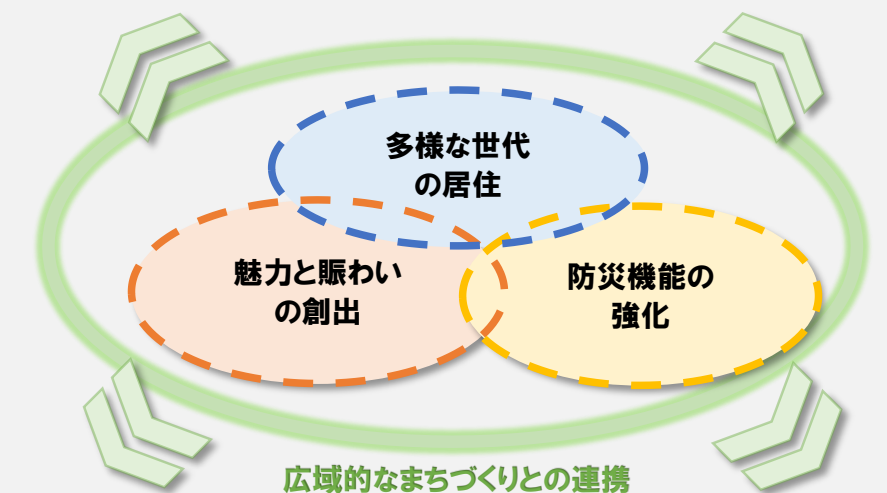 多様な世代
の居住
魅力と賑わい
の創出
防災機能の
強化
広域的なまちづくりとの連携